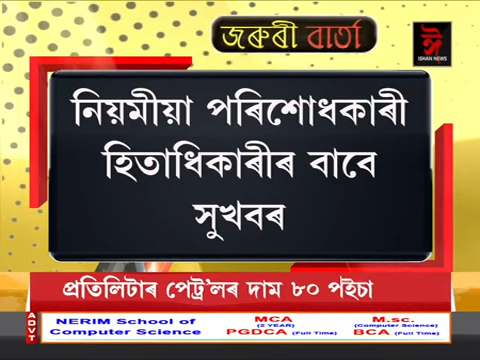 জৰুৰী বাৰ্তা
ঈ
ISHAN NEWS
নিয়মীয়া পৰিশোধকাৰী
হিতাধিকাৰীৰ বাবে
সুখবৰ
প্ৰতিলিটাৰ পেট্ৰ'লৰ দাম ৮০ পইচা
ADVT
NERIM School of
Computer Science
MCA
(2 YEAR)
PGDCA (Full Time)
M.sc.
(Computer Science)
BCA (Full Time)